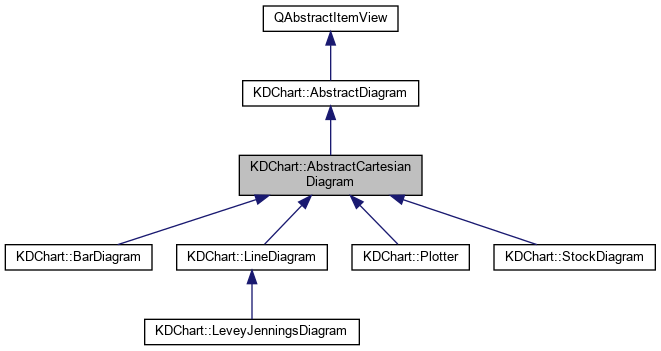 QAbstractItemView
KDChart::AbstractDiagram
KDChart::AbstractCartesian
Diagram
KDChart::BarDiagram
KDChart::LineDiagram
KDChart::Plotter
KDChart::StockDiagram
KDChart::LeveyJenningsDiagram